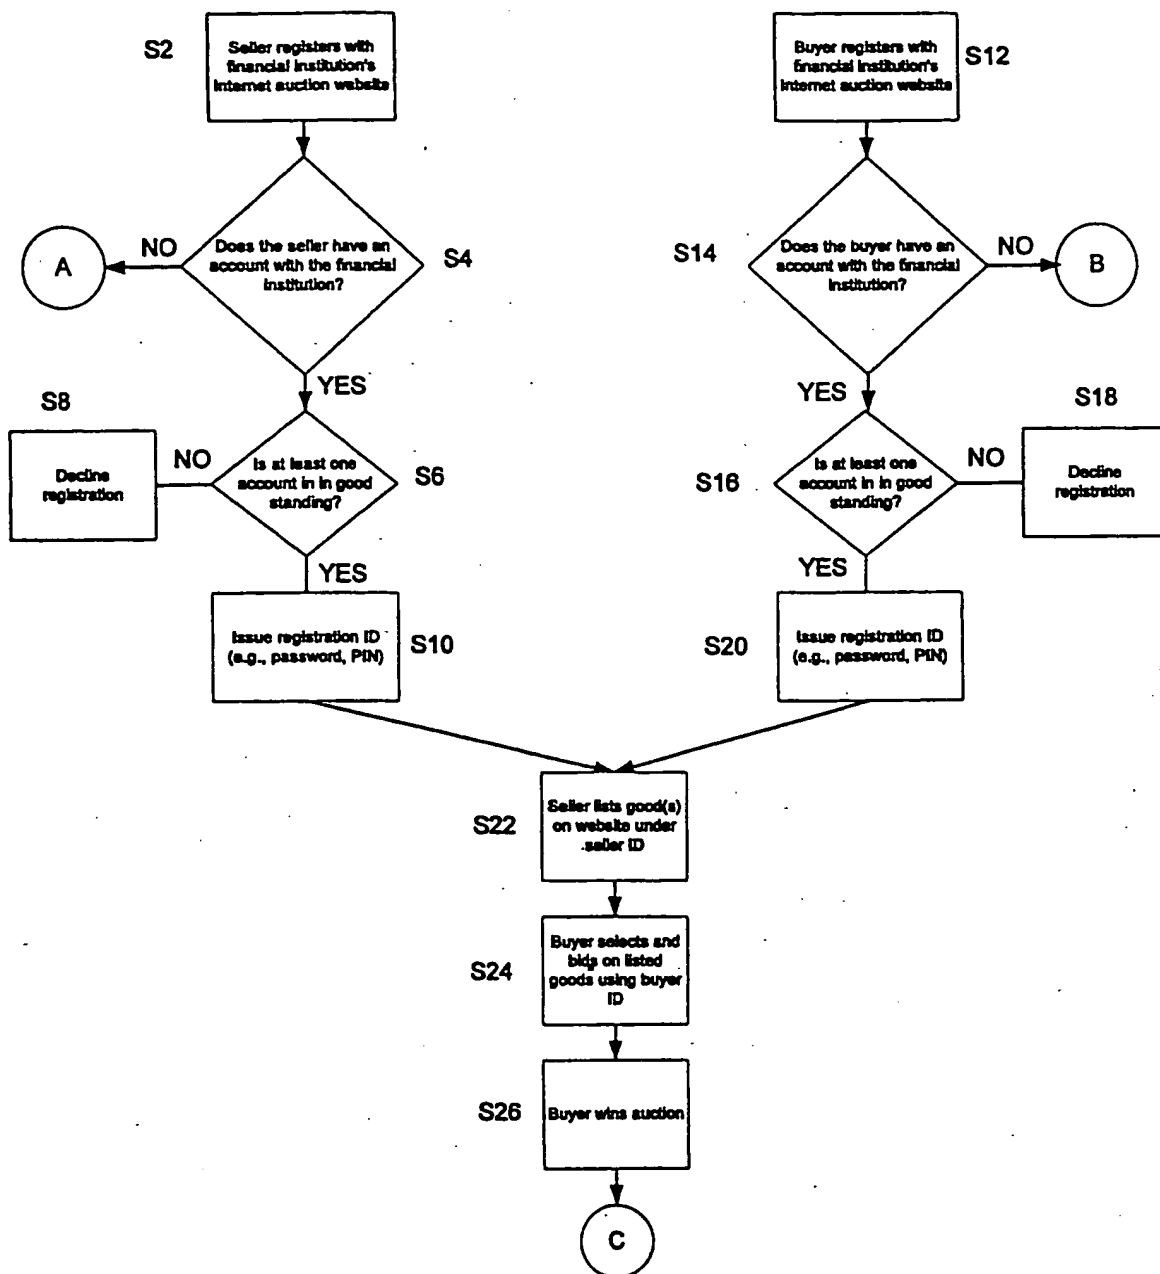 S2
Seller registers with
financial institution's
Internet auction website
Buyer registers with
financial institution's
Internet auction website
S12
A
NO
Does the seller have an
account with the financial
institution?
S4
S14
Does the buyer have an
account with the financial
institution?
NO
B
YES
YES
S8
S18
Decline
registration
NO
Is at least one
account in in good
standing?
S6
S16
Is at least one
account in in good
standing?
NO
Decline
registration
YES
YES
Issue registration ID
(e.g., password, PIN)
S10
S20
Issue registration ID
(e.g., password, PIN)
S22
Seller lists good(s)
on website under
seller ID
S24
Buyer selects and
bids on listed
goods using buyer
ID
S26
Buyer wins auction
C